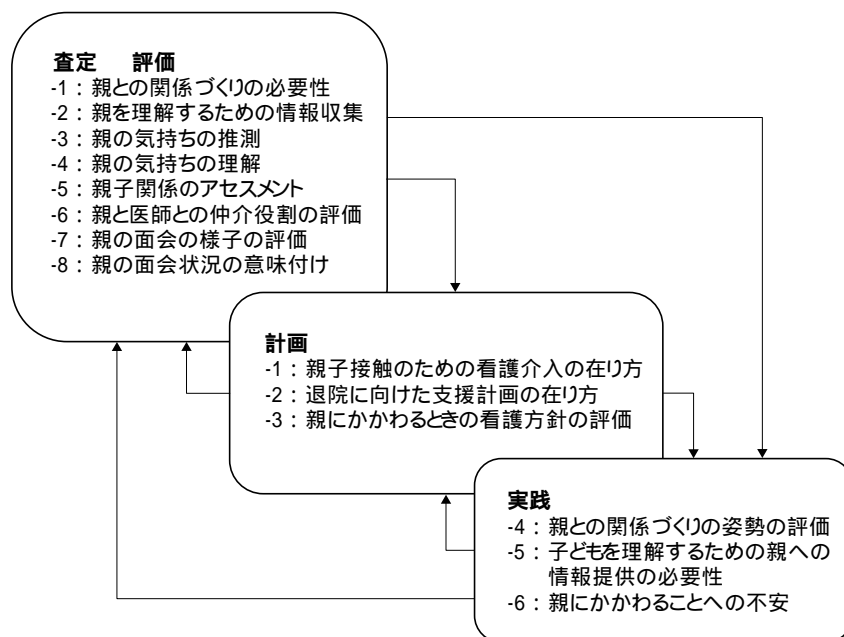 査定　評価
-1：親との関係づくりの必要性
-2：親を理解するための情報収集
-3：親の気持ちの推測
-4：親の気持ちの理解
-5：親子関係のアセスメント
-6：親と医師との仲介役割の評価
-7：親の面会の様子の評価
-8：親の面会状況の意味付け
計画
-1：親子接触のための看護介入の在り方
-2：退院に向けた支援計画の在り方
-3：親にかかわるときの看護方針の評価
実践
-4：親との関係づくりの姿勢の評価
-5：子どもを理解するための親への
情報提供の必要性
-6：親にかかわることへの不安